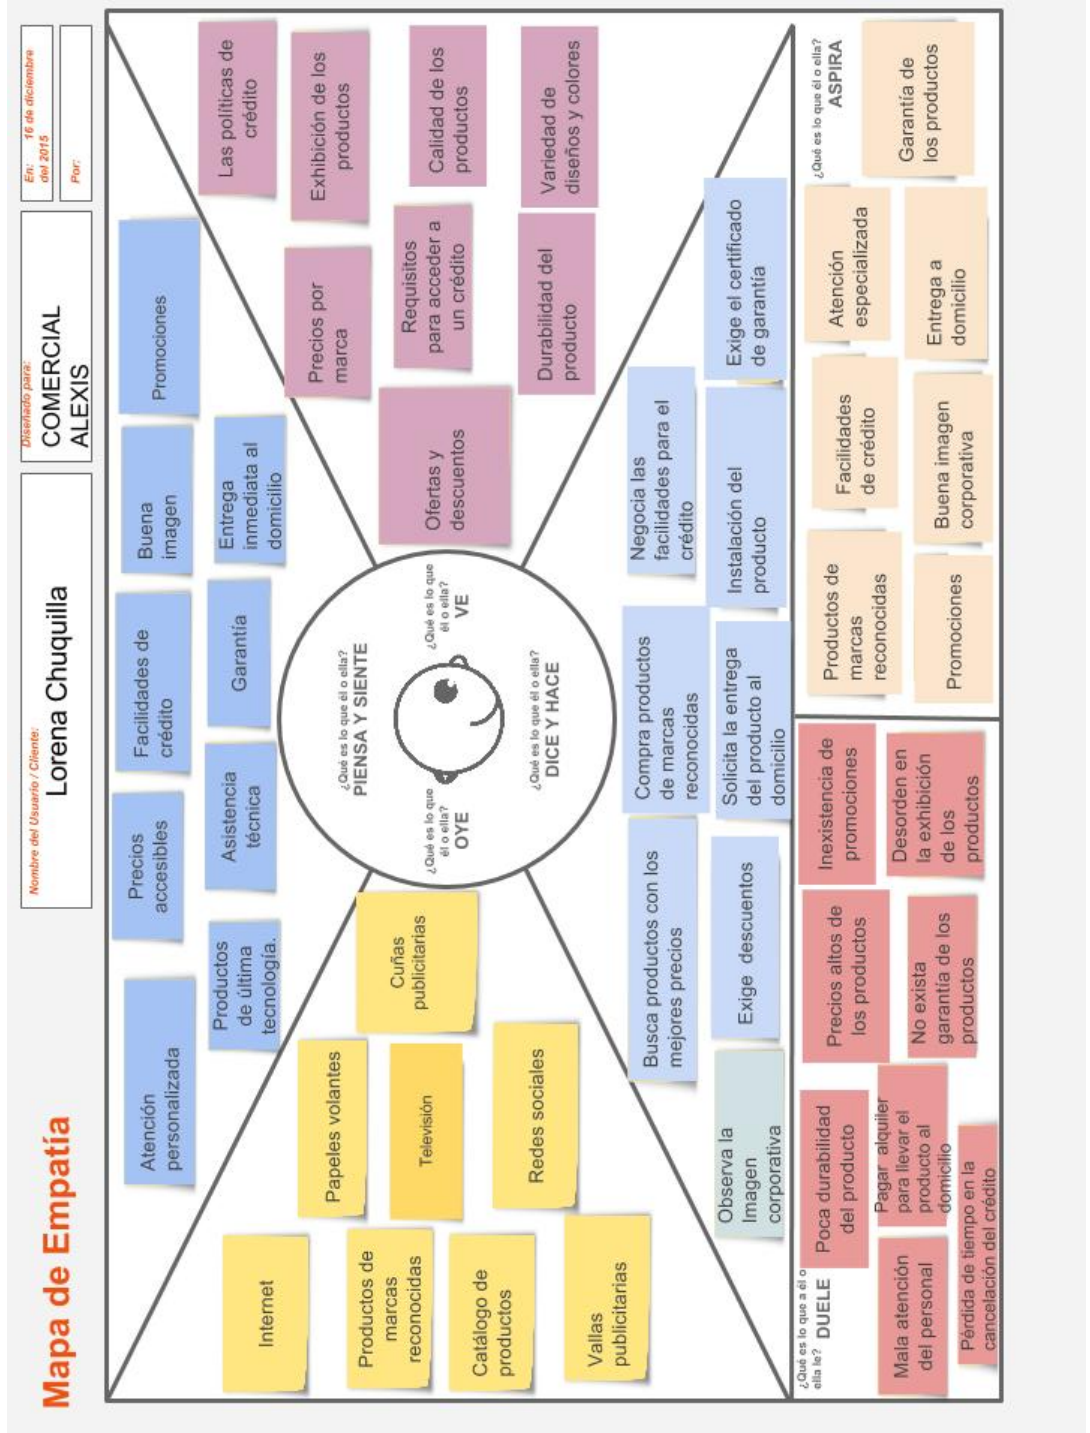 Mapa de Empatía
Nombre del Usuario / Cliente:
Lorena Chuquilla
Diseñado para:
COMERCIAL
ALEXIS
En: 16 de diciembre
del 2015
Por:
Atención
personalizada
Precios
accesibles
Facilidades de
crédito
Buena
imagen
Promociones
Productos
de última
tecnología.
Asistencia
técnica
Garantía
Entrega
inmediata al
domicilio
¿Qué es lo que él o ella?
PIENSA Y SIENTE
¿Qué es lo que
él o ella?
OYE
¿Qué es lo que
él o ella?
VE
¿Qué es lo que él o ella?
DICE Y HACE
Internet
Papeles volantes
Cuñas
publicitarias
Productos de
marcas
reconocidas
Televisión
Catálogo de
productos
Redes sociales
Vallas
publicitarias
Las políticas de
crédito
Precios por
marca
Exhibición de los
productos
Ofertas y
descuentos
Requisitos
para acceder a
un crédito
Calidad de los
productos
Durabilidad del
producto
Variedad de
diseños y colores
Busca productos con los
mejores precios
Compra productos
de marcas
reconocidas
Negocia las
facilidades para el
crédito
Observa la
Imagen
corporativa
Exige descuentos
Solicita la entrega
del producto al
domicilio
Instalación del
producto
Exige el certificado
de garantía
¿Qué es lo que a él o
ella le? DUELE
Poca durabilidad
del producto
Precios altos de
los productos
Inexistencia de
promociones
Mala atención
del personal
Pagar alquiler
para llevar el
producto al
domicilio
No exista
garantía de los
productos
Desorden en
la exhibición
de los
productos
Pérdida de tiempo en la
cancelación del crédito
¿Qué es lo que él o ella?
ASPIRA
Productos de
marcas
reconocidas
Facilidades
de crédito
Atención
especializada
Garantía de
los productos
Promociones
Buena imagen
corporativa
Entrega a
domicilio